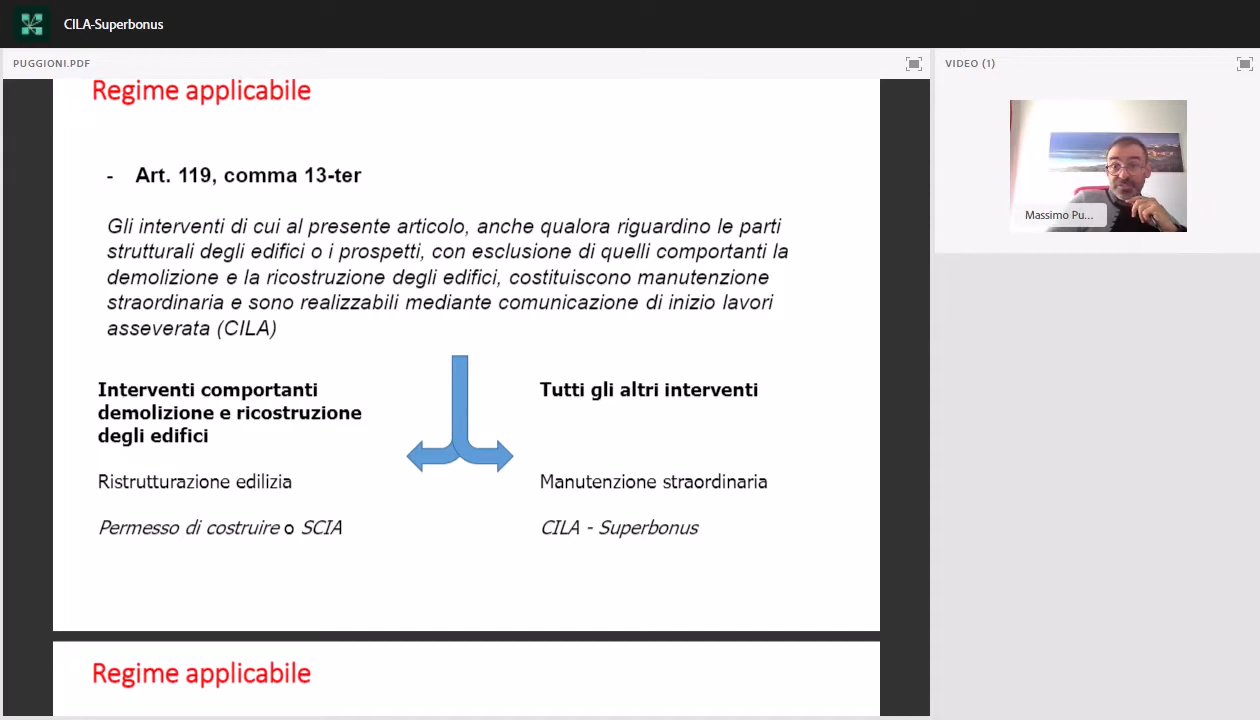 CILA-Superbonus
PUGGIONI.PDF
VIDEO (1)
Regime applicabile
- Art. 119, comma 13-ter
Gli interventi di cui al presente articolo, anche qualora riguardino le parti
strutturali degli edifici o i prospetti, con esclusione di quelli comportanti la
demolizione e la ricostruzione degli edifici, costituiscono manutenzione
straordinaria e sono realizzabili mediante comunicazione di inizio lavori
asseverata (CILA)
Interventi comportanti
demolizione e ricostruzione
degli edifici
Ristrutturazione edilizia
Permesso di costruire o SCIA
Tutti gli altri interventi
Manutenzione straordinaria
CILA - Superbonus
Regime applicabile
Massimo Pu...